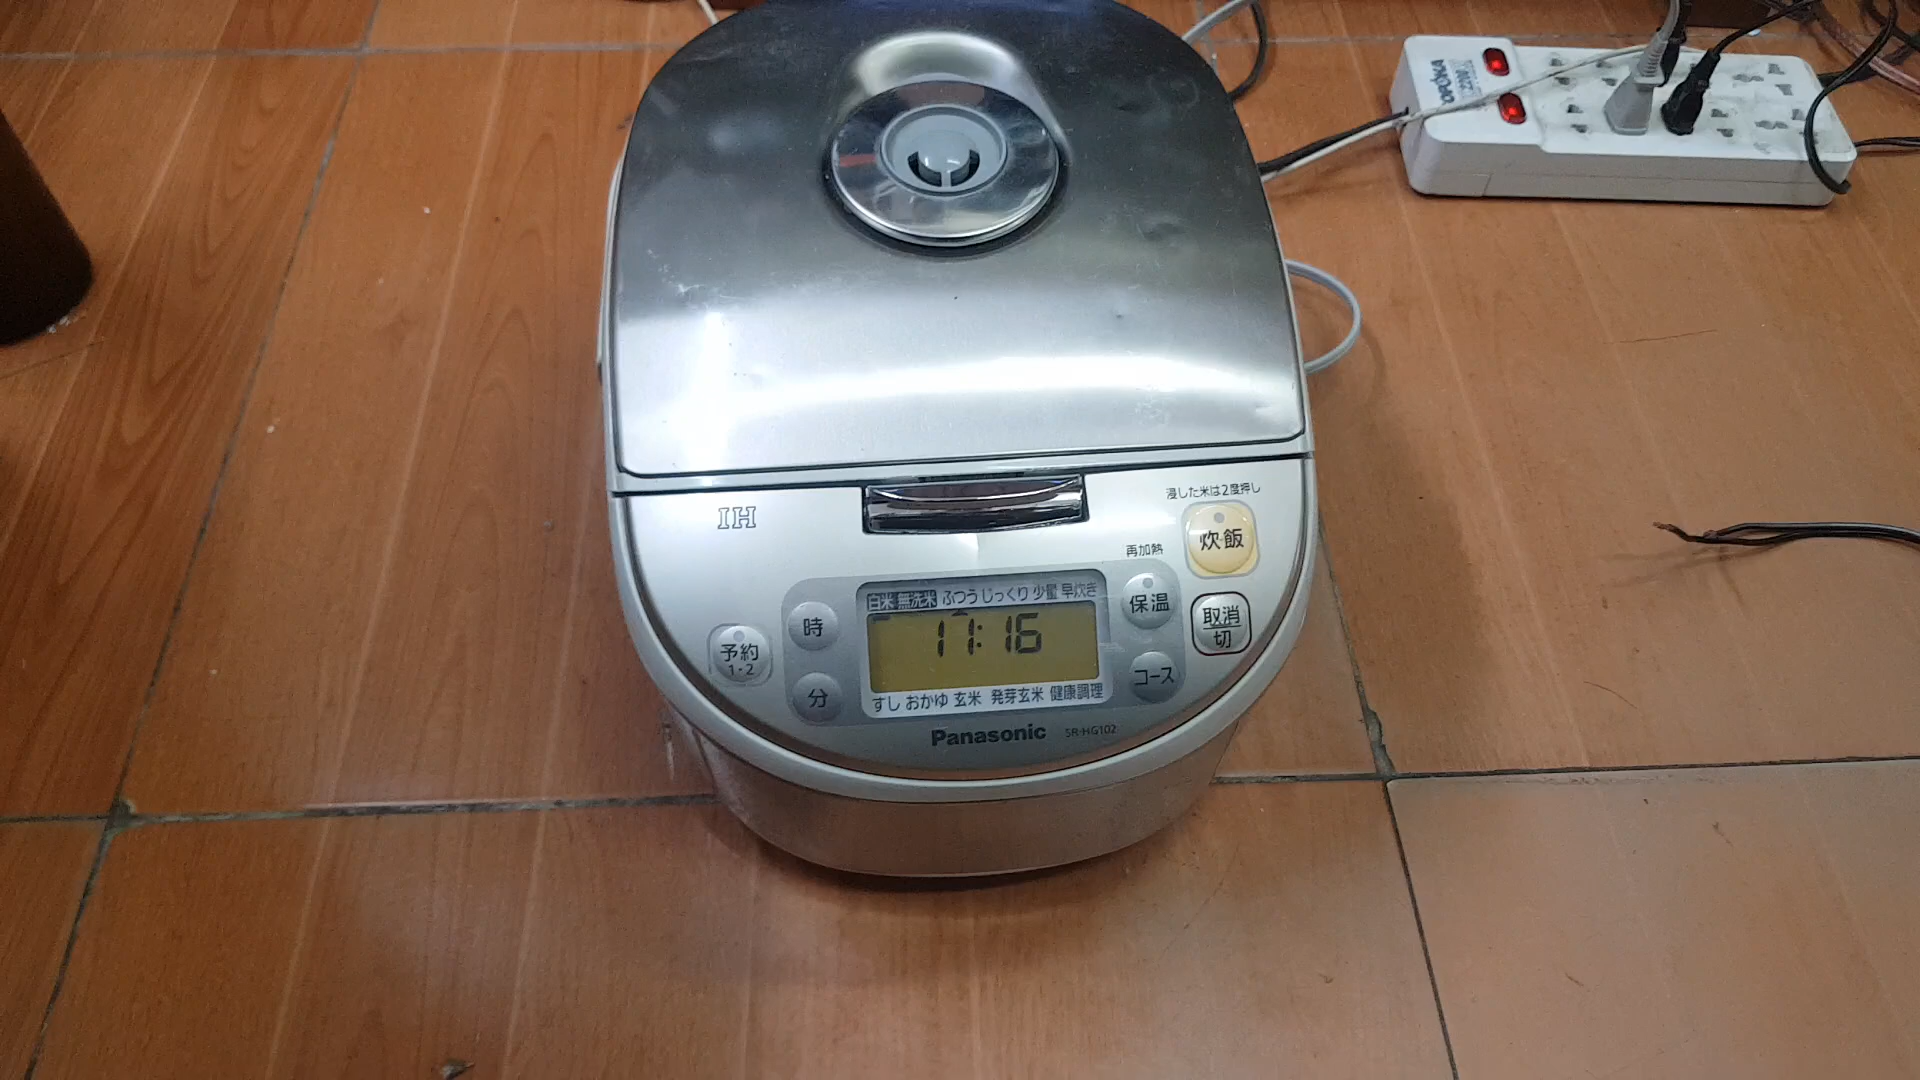 IH
浸した米は2度押し
炊飯
再加熱
保温
取消
切
コース
予約
1・2
時
分
白米 無洗米 ふつう じっくり 少量 早炊き
17:16
すし おかゆ 玄米 発芽玄米 健康調理
Panasonic SR-HG102